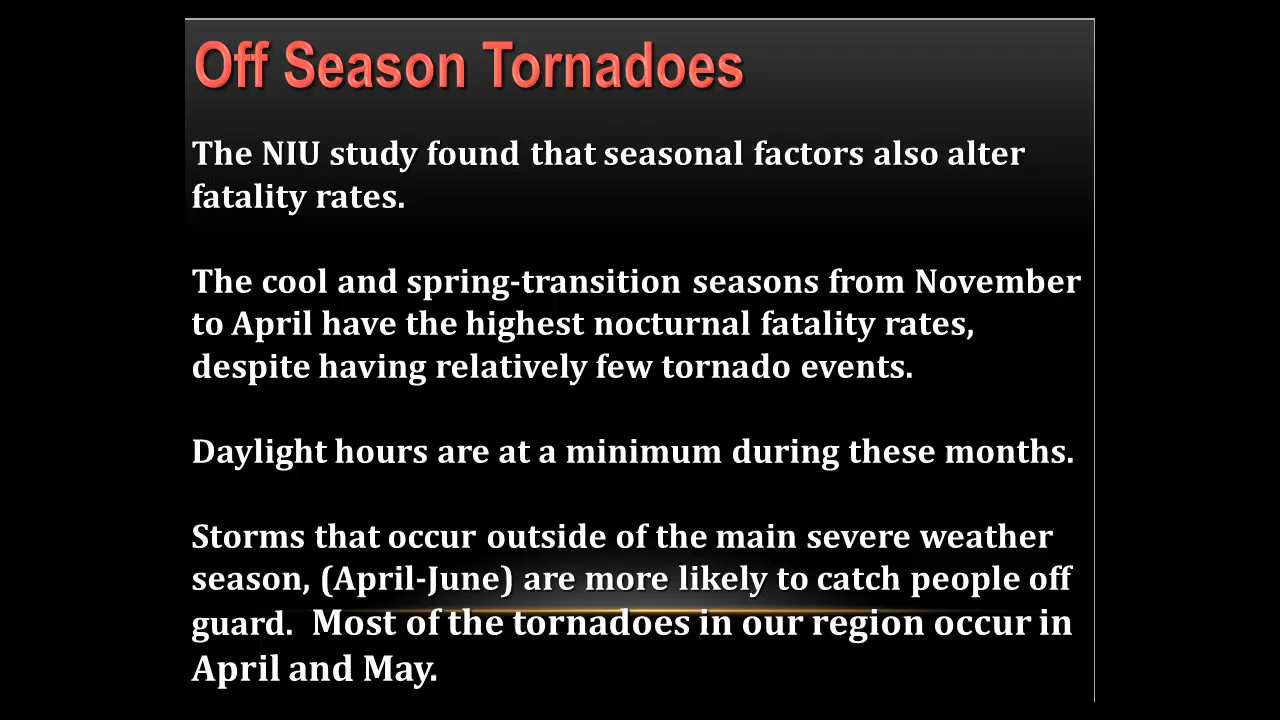 Off Season Tornadoes
The NIU study found that seasonal factors also alter
fatality rates.
The cool and spring-transition seasons from November
to April have the highest nocturnal fatality rates,
despite having relatively few tornado events.
Daylight hours are at a minimum during these months.
Storms that occur outside of the main severe weather
season, (April-June) are more likely to catch people off
guard.  Most of the tornadoes in our region occur in
April and May.